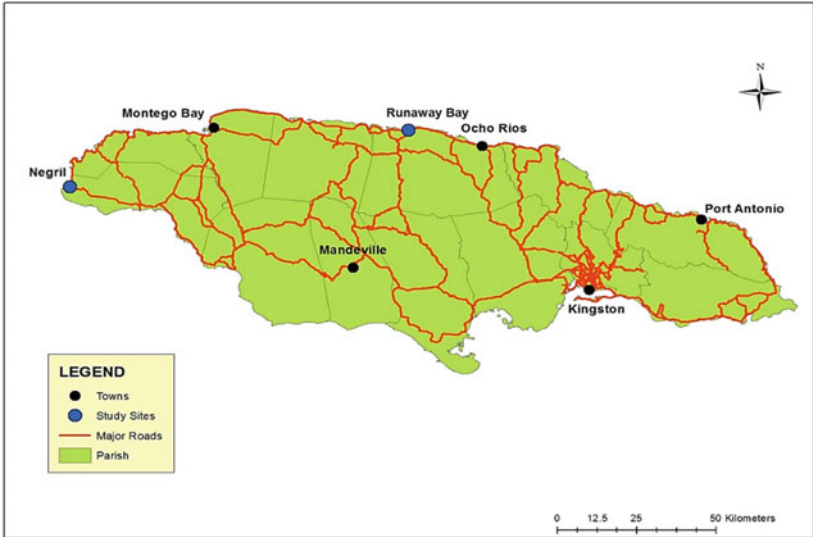 N
Montego Bay
Runaway Bay
Ocho Rios
Negril
Port Antonio
Mandeville
Kingston
LEGEND
Towns
Study Sites
Major Roads
Parish
0 12.5 25 50 Kilometers